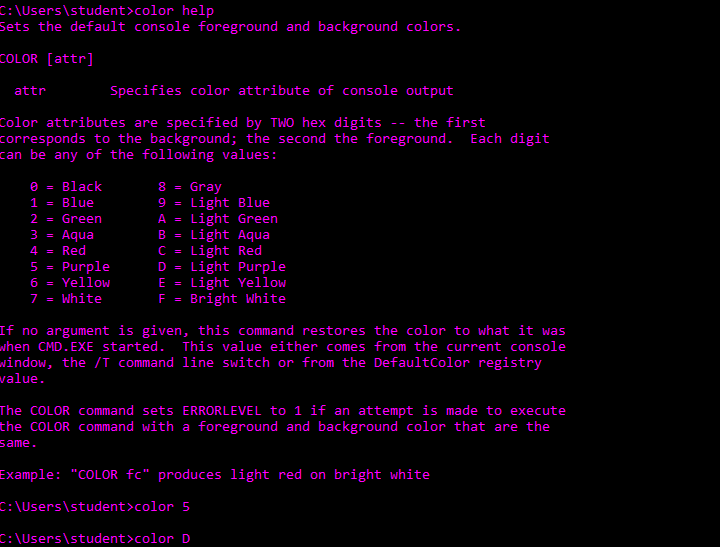 C:\Users\student>color help
Sets the default console foreground and background colors.
COLOR [attr]
attr        Specifies color attribute of console output
Color attributes are specified by TWO hex digits -- the first
corresponds to the background; the second the foreground.  Each digit
can be any of the following values:
0 = Black       8 = Gray
1 = Blue        9 = Light Blue
2 = Green       A = Light Green
3 = Aqua        B = Light Aqua
4 = Red         C = Light Red
5 = Purple      D = Light Purple
6 = Yellow      E = Light Yellow
7 = White       F = Bright White
If no argument is given, this command restores the color to what it was
when CMD.EXE started.  This value either comes from the current console
window, the /T command line switch or from the DefaultColor registry
value.
The COLOR command sets ERRORLEVEL to 1 if an attempt is made to execute
the COLOR command with a foreground and background color that are the
same.
Example: "COLOR fc" produces light red on bright white
C:\Users\student>color 5
C:\Users\student>color D